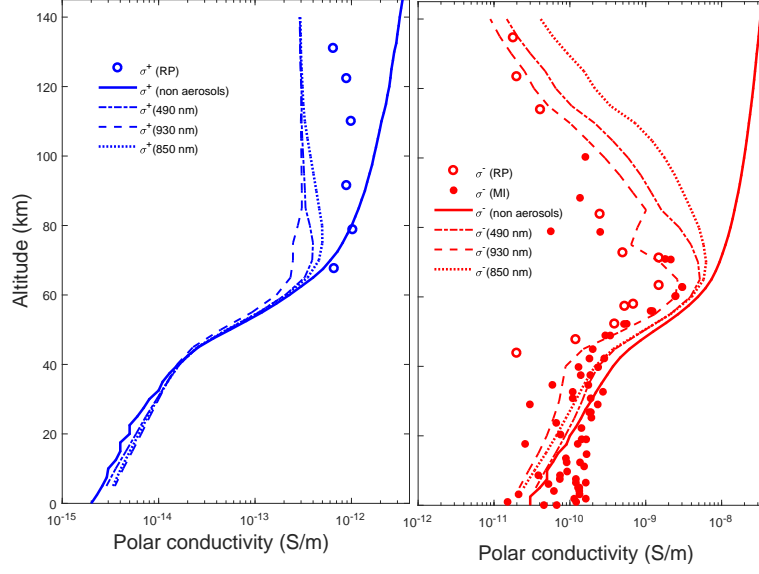 140
120
100
80
60
40
20
0
Altitude (km)
σ⁺ (RP)
σ⁺ (non aerosols)
σ⁺(490 nm)
σ⁺(930 nm)
σ⁺(850 nm)
10⁻¹⁵ 10⁻¹⁴ 10⁻¹³ 10⁻¹²
Polar conductivity (S/m)
σ⁻ (RP)
σ⁻ (MI)
σ⁻ (non aerosols)
σ⁻(490 nm)
σ⁻(930 nm)
σ⁻(850 nm)
10⁻¹² 10⁻¹¹ 10⁻¹⁰ 10⁻⁹ 10⁻⁸
Polar conductivity (S/m)